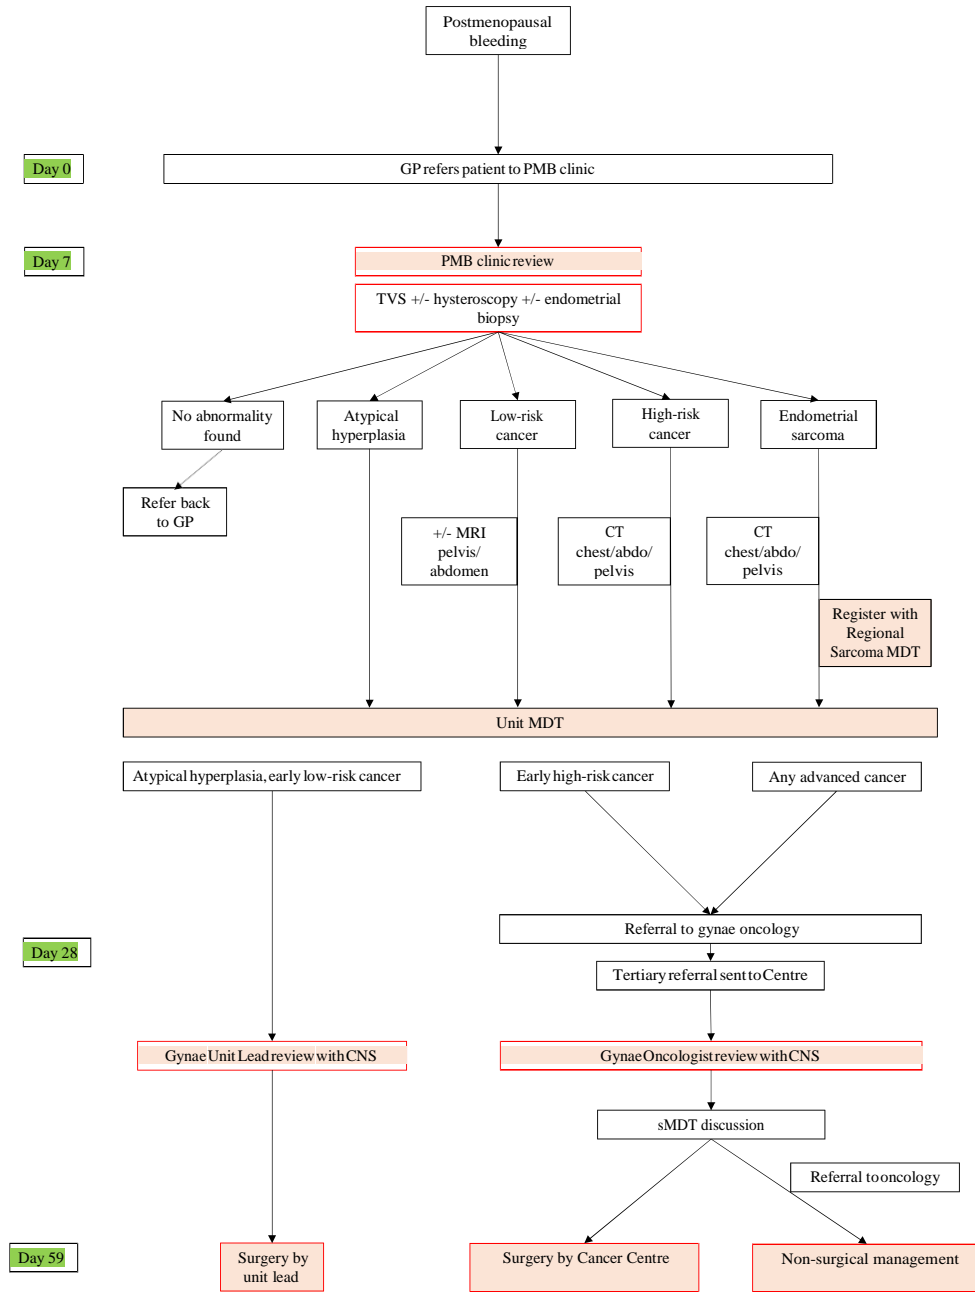 Postmenopausal
bleeding
Day 0
GP refers patient to PMB clinic
Day 7
PMB clinic review
TVS +/- hysteroscopy +/- endometrial
biopsy
No abnormality
found
Atypical
hyperplasia
Low-risk
cancer
High-risk
cancer
Endometrial
sarcoma
Refer back
to GP
+/- MRI
pelvis/
abdomen
CT
chest/abdo/
pelvis
CT
chest/abdo/
pelvis
Register with
Regional
Sarcoma MDT
Unit MDT
Atypical hyperplasia, early low-risk cancer
Early high-risk cancer
Any advanced cancer
Referral to gynae oncology
Day 28
Tertiary referral sent to Centre
Gynae Unit Lead review with CNS
Gynae Oncologist review with CNS
sMDT discussion
Referral to oncology
Day 59
Surgery by
unit lead
Surgery by Cancer Centre
Non-surgical management